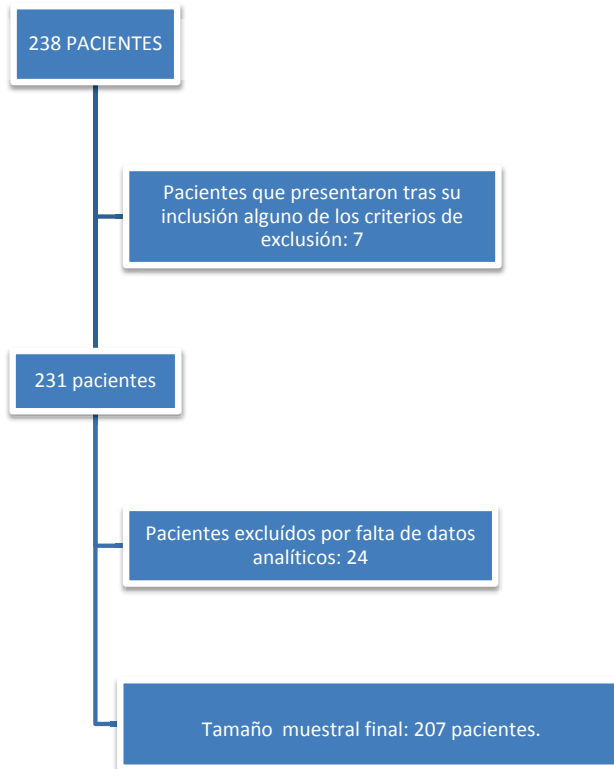 238 PACIENTES
Pacientes que presentaron tras su
inclusión alguno de los criterios de
exclusión: 7
231 pacientes
Pacientes excluídos por falta de datos
analíticos: 24
Tamaño muestral final: 207 pacientes.